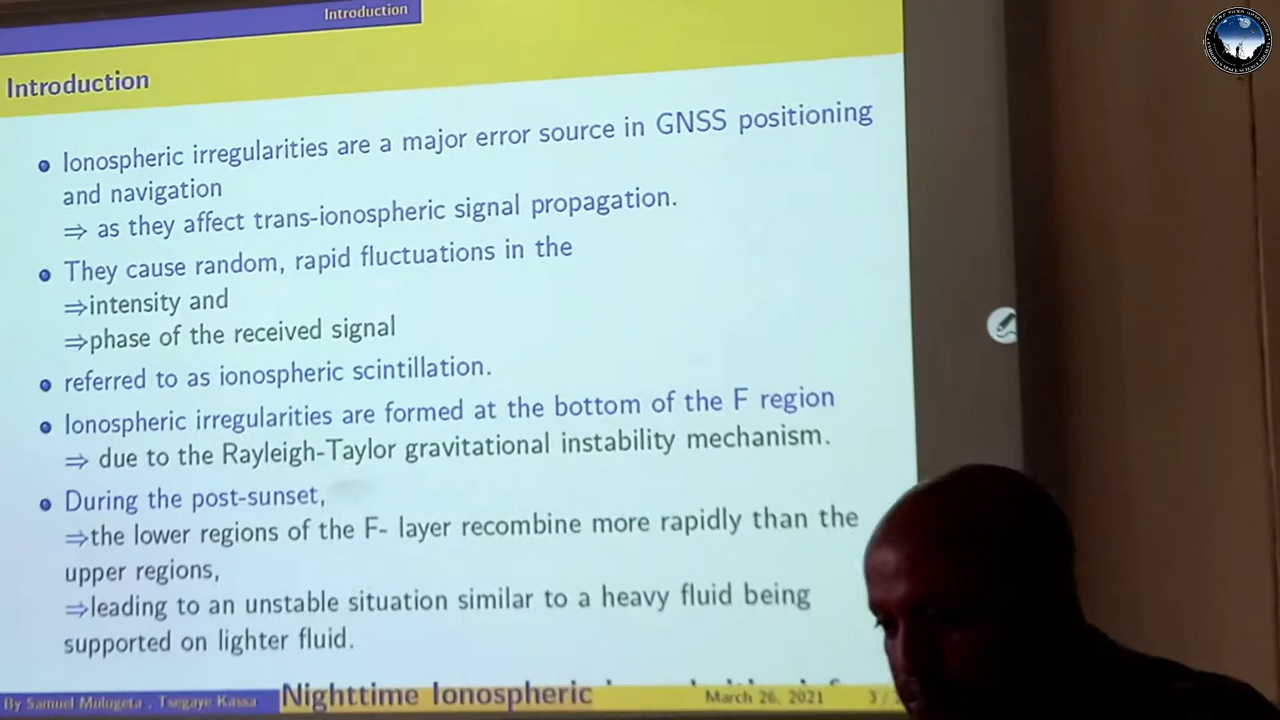 Introduction
Introduction
Ionospheric irregularities are a major error source in GNSS positioning
and navigation
⇒ as they affect trans-ionospheric signal propagation.
They cause random, rapid fluctuations in the
⇒intensity and
⇒phase of the received signal
referred to as ionospheric scintillation.
Ionospheric irregularities are formed at the bottom of the F region
⇒ due to the Rayleigh-Taylor gravitational instability mechanism.
During the post-sunset,
⇒the lower regions of the F- layer recombine more rapidly than the
upper regions,
⇒leading to an unstable situation similar to a heavy fluid being
supported on lighter fluid.
By Samuel Mulugeta , Tsegaye Kassa Nighttime Ionospheric March 26, 2021 3 /